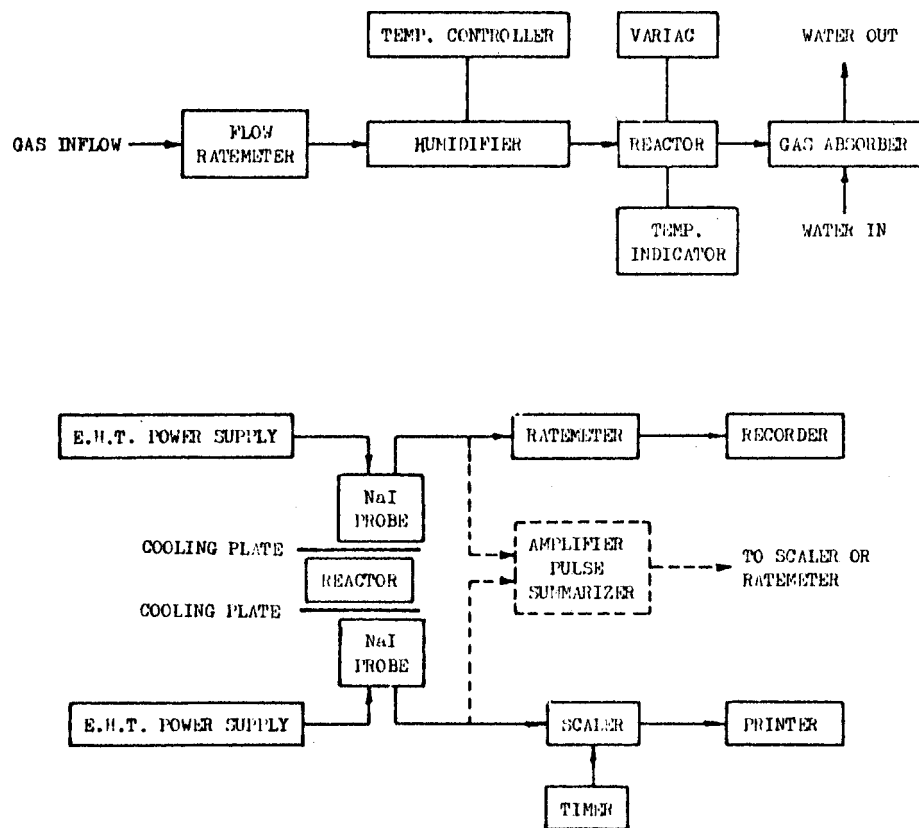 TEMP. CONTROLLER
VARIAC
WATER OUT
GAS INFLOW
FLOW
RATEMETER
HUMIDIFIER
REACTOR
GAS ABSORBER
TEMP.
INDICATOR
WATER IN
E.H.T. POWER SUPPLY
RATEMETER
RECORDER
NaI
PROBE
COOLING PLATE
REACTOR
COOLING PLATE
AMPLIFIER
PULSE
SUMMARIZER
TO SCALER OR
RATEMETER
NaI
PROBE
E.H.T. POWER SUPPLY
SCALER
PRINTER
TIMER